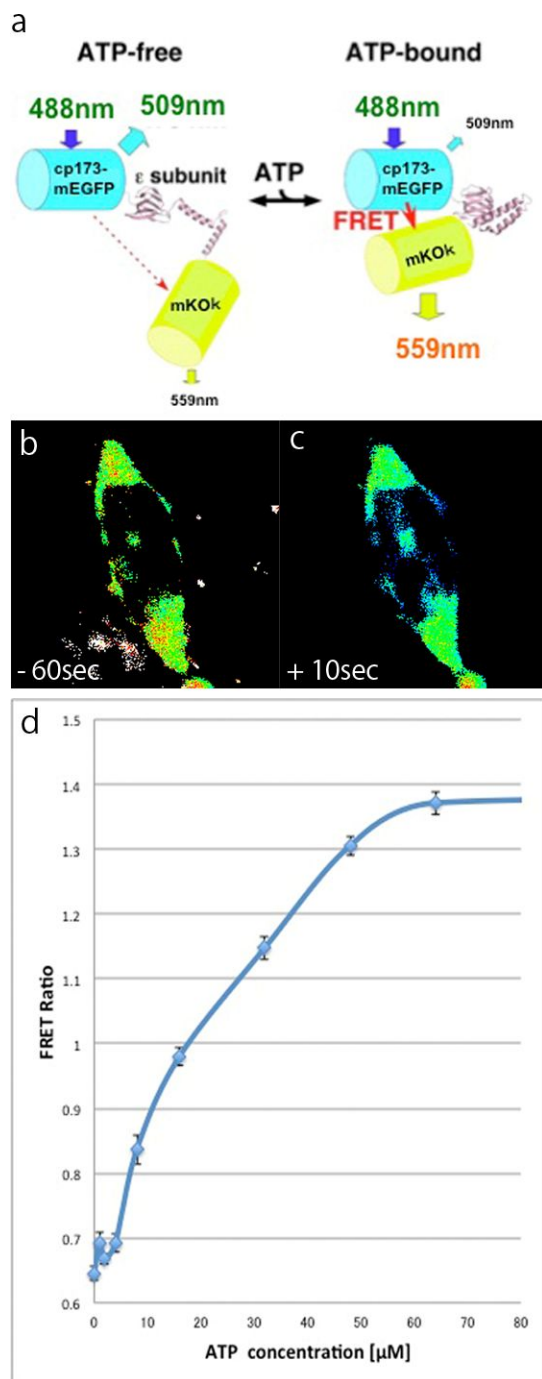 a
ATP-free
ATP-bound
488nm
509nm
488nm
509nm
cp173-
mEGFP
ε subunit
ATP
cp173-
mEGFP
FRET
mKOk
mKOk
559nm
559nm
b
c
- 60sec
+ 10sec
d
1.5
1.4
1.3
1.2
1.1
1
0.9
0.8
0.7
0.6
FRET Ratio
0
10
20
30
40
50
60
70
80
ATP concentration [μM]